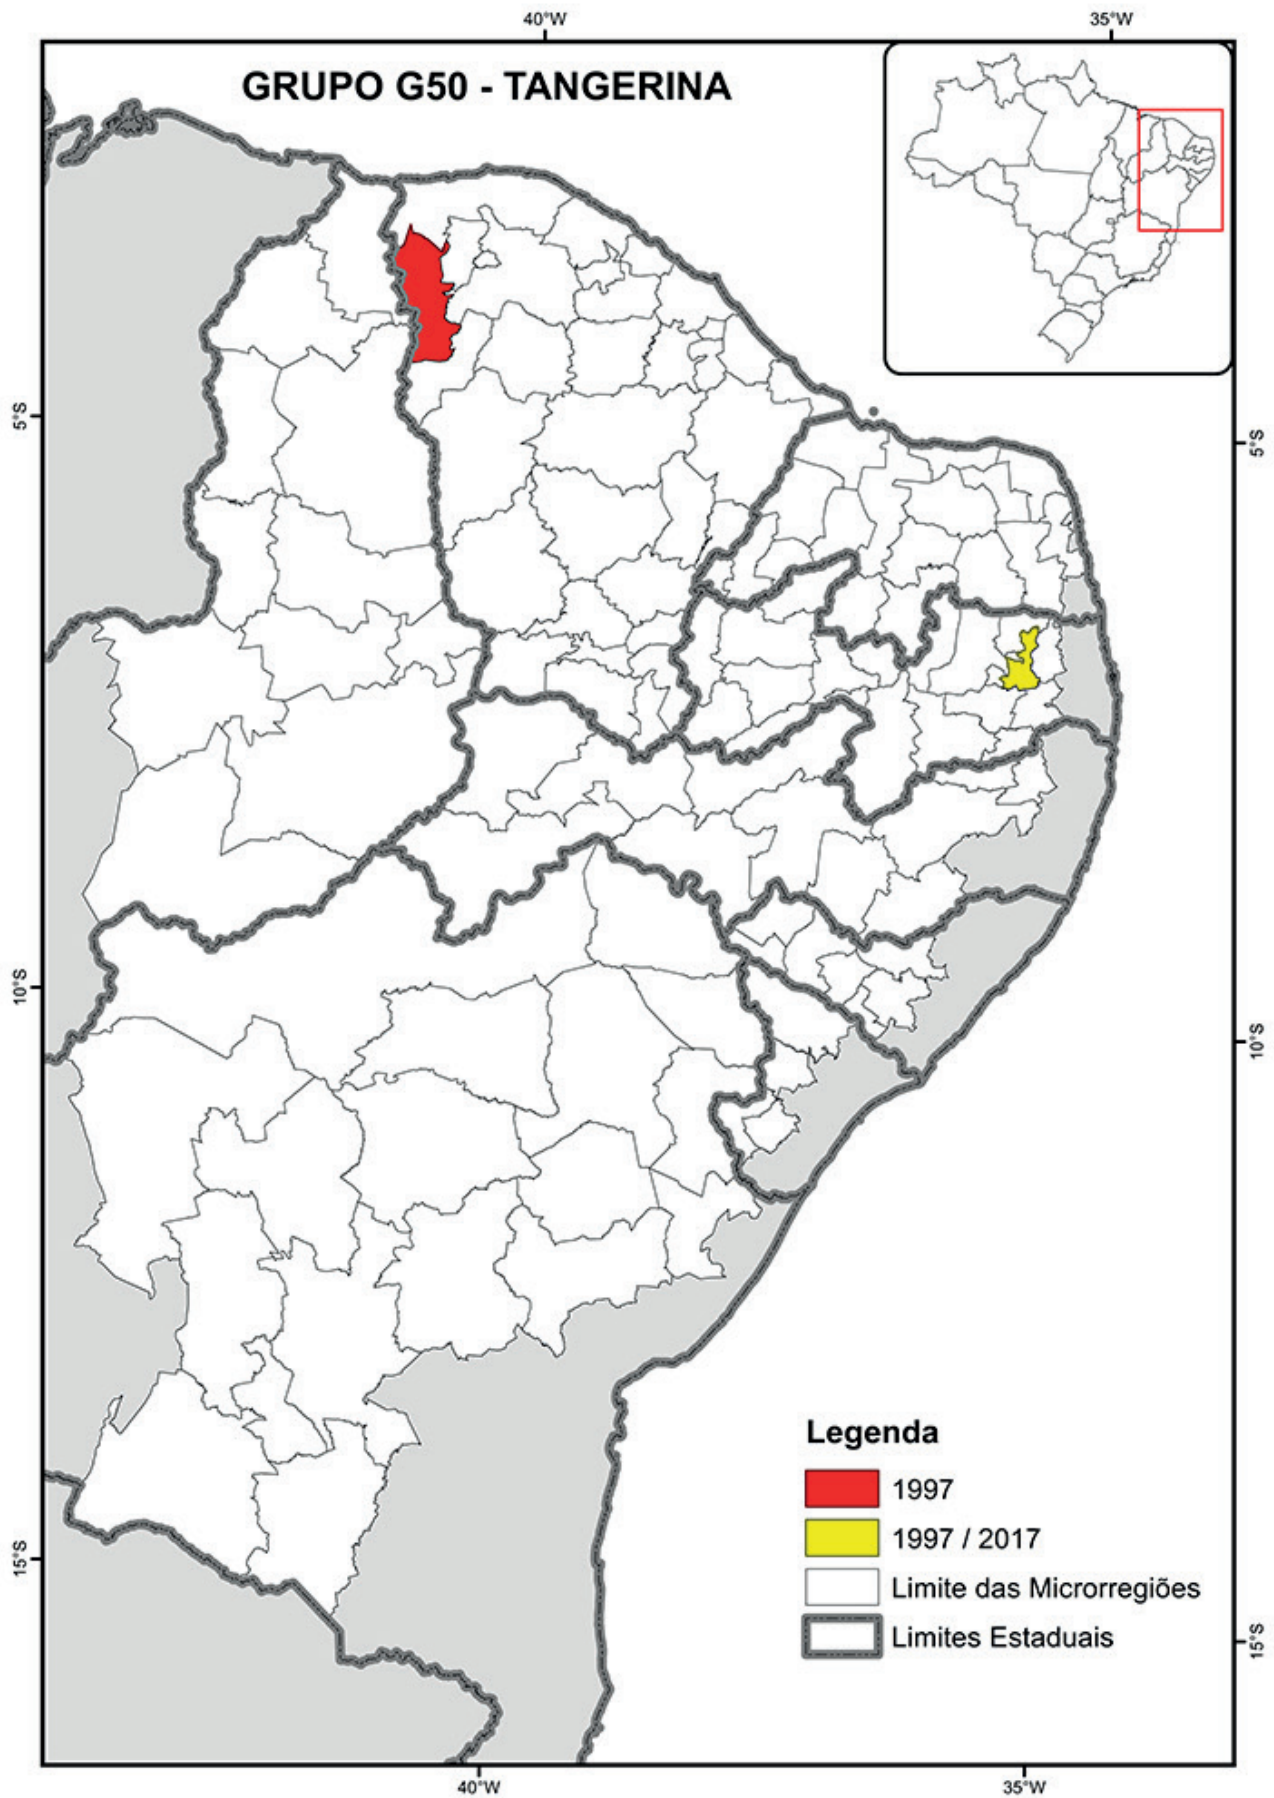 40°W 35°W
GRUPO G50 - TANGERINA
5°S 5°S
10°S 10°S
Legenda
1997
1997 / 2017
15°S
Limite das Microrregiões
Limites Estaduais
15°S
40°W 35°W